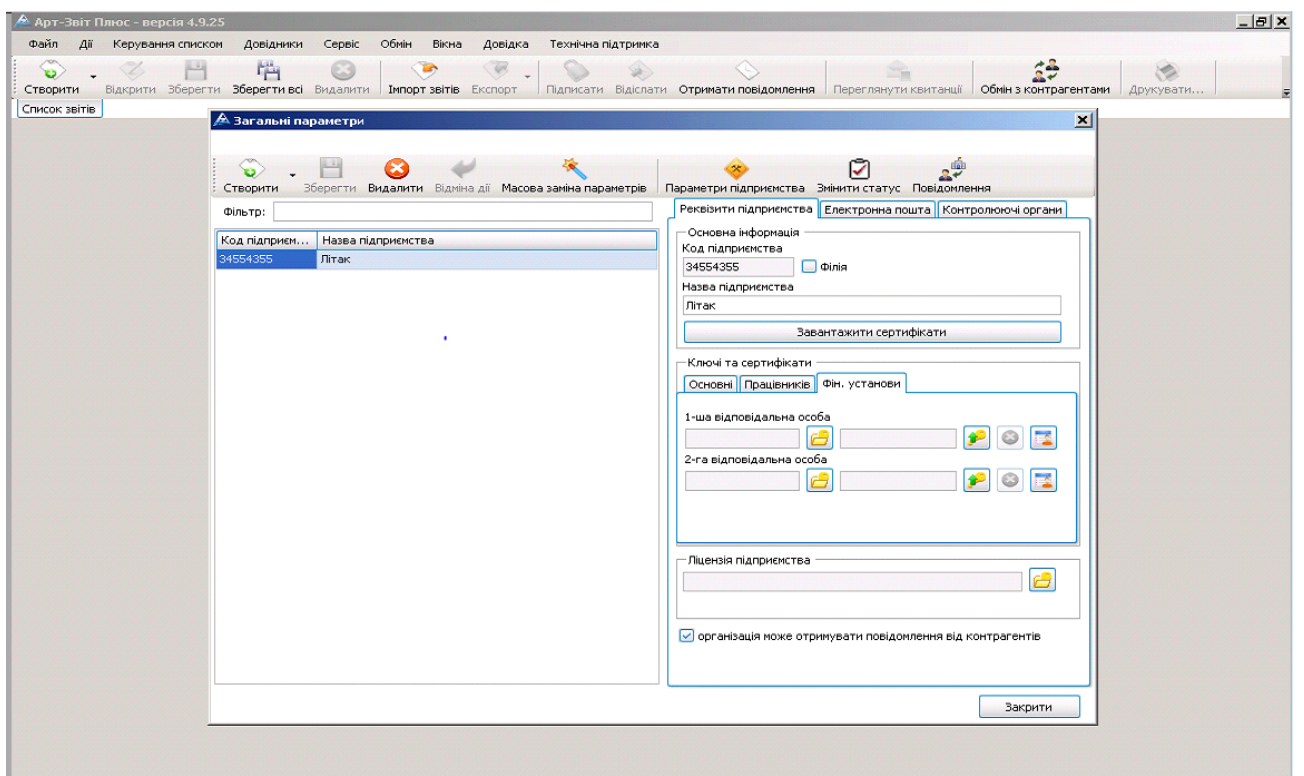 Арт-Звіт Плюс - версія 4.9.25
Файл Дії Керування списком Довідники Сервіс Обмін Вікна Довідка Технічна підтримка
Створити Відкрити Зберегти Зберегти всі Видалити Імпорт звітів Експорт Підписати Відіслати Отримати повідомлення Переглянути квитанції Обмін з контрагентами Друкувати...
Список звітів
Загальні параметри
Створити Зберегти Видалити Відміна дії Масова заміна параметрів Параметри підприємства Змінити статус Повідомлення
Фільтр:
Реквізити підприємства Електронна пошта Контролюючі органи
Код підприєм... Назва підприємства
34554355 Літак
Основна інформація
Код підприємства
34554355 Філія
Назва підприємства
Літак
Завантажити сертифікати
Ключі та сертифікати
Основні Працівників Фін. установи
1-ша відповідальна особа
2-га відповідальна особа
Ліцензія підприємства
організація може отримувати повідомлення від контрагентів
Закрити